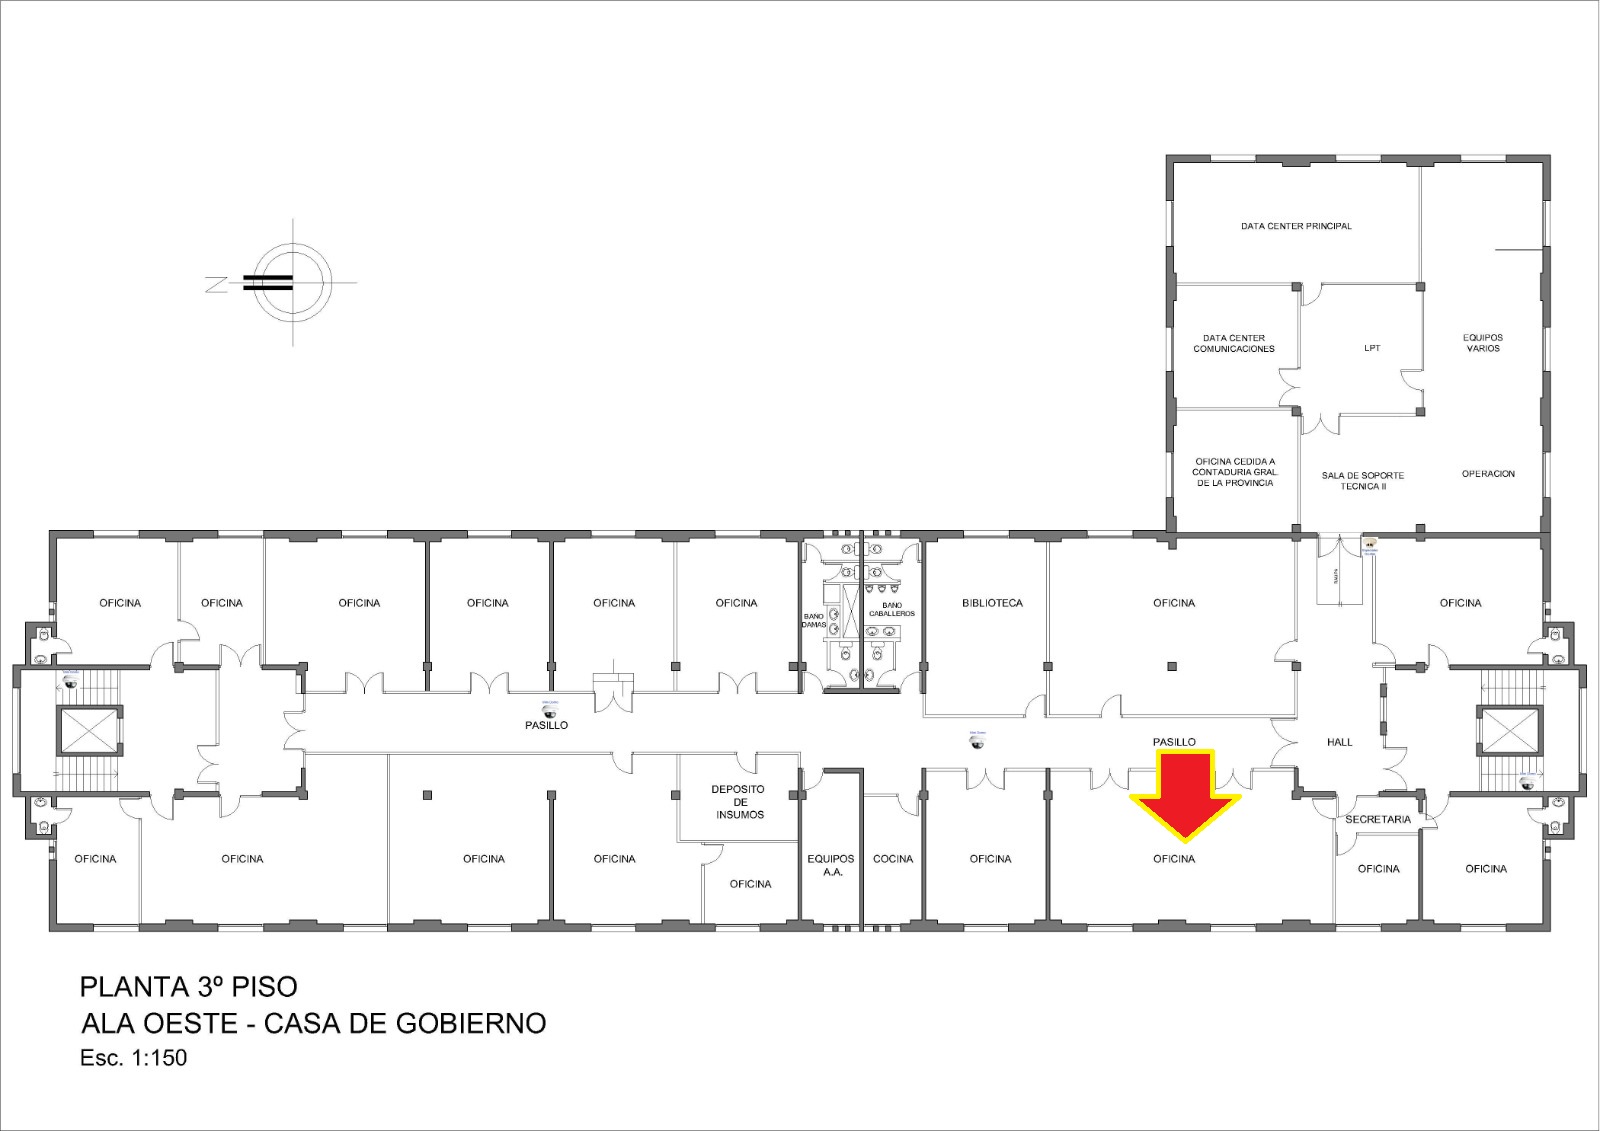 DATA CENTER PRINCIPAL
N
DATA CENTER
COMUNICACIONES
LPT
EQUIPOS
VARIOS
OFICINA CEDIDA A
CONTADURIA GRAL.
DE LA PROVINCIA
SALA DE SOPORTE
TECNICA II
OPERACION
OFICINA
OFICINA
OFICINA
OFICINA
OFICINA
OFICINA
BAÑO
DAMAS
BAÑO
CABALLEROS
BIBLIOTECA
OFICINA
OFICINA
PASILLO
PASILLO
HALL
DEPOSITO
DE
INSUMOS
SECRETARIA
OFICINA
OFICINA
OFICINA
OFICINA
OFICINA
EQUIPOS
A.A.
COCINA
OFICINA
OFICINA
OFICINA
OFICINA
PLANTA 3º PISO
ALA OESTE - CASA DE GOBIERNO
Esc. 1:150